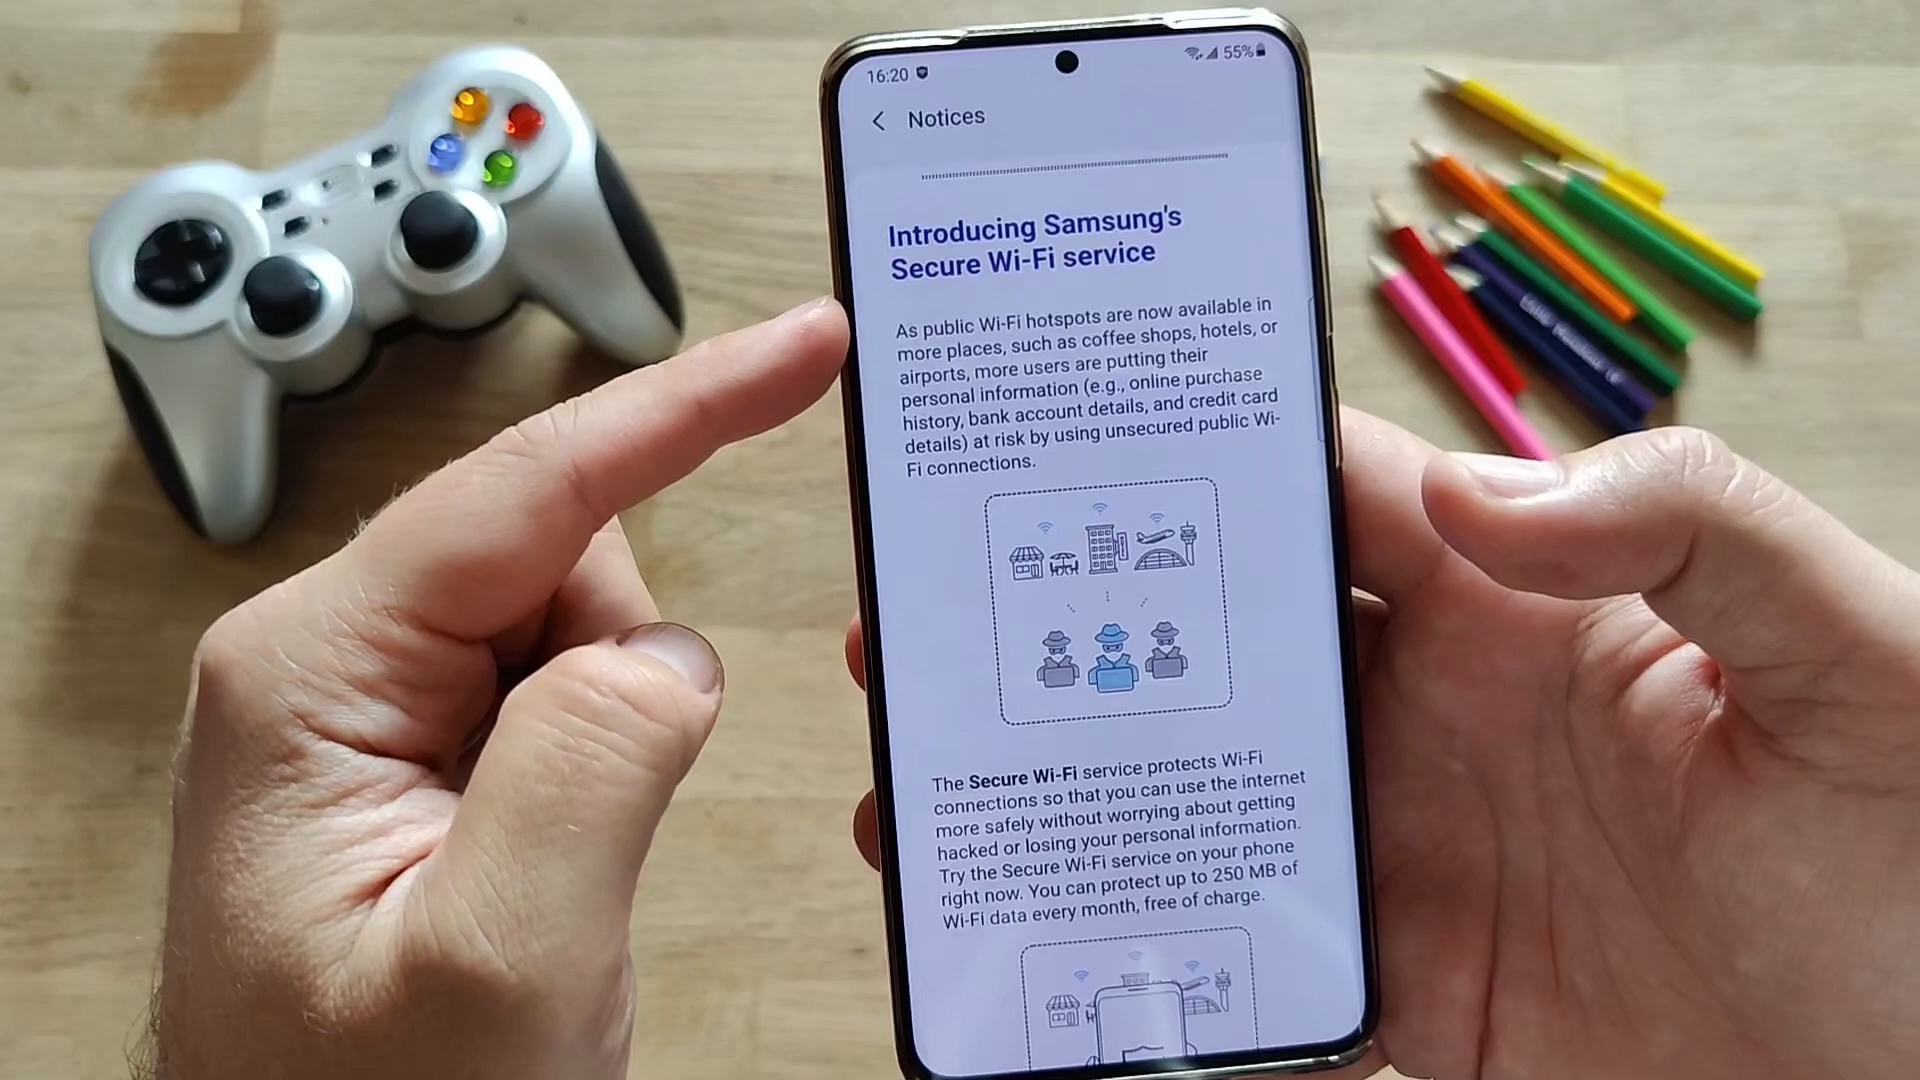 16:20
55%
Notices
Introducing Samsung's
Secure Wi-Fi service
As public Wi-Fi hotspots are now available in
more places, such as coffee shops, hotels, or
airports, more users are putting their
personal information (e.g., online purchase
history, bank account details, and credit card
details) at risk by using unsecured public Wi-
Fi connections.
The Secure Wi-Fi service protects Wi-Fi
connections so that you can use the internet
more safely without worrying about getting
hacked or losing your personal information.
Try the Secure Wi-Fi service on your phone
right now. You can protect up to 250 MB of
Wi-Fi data every month, free of charge.